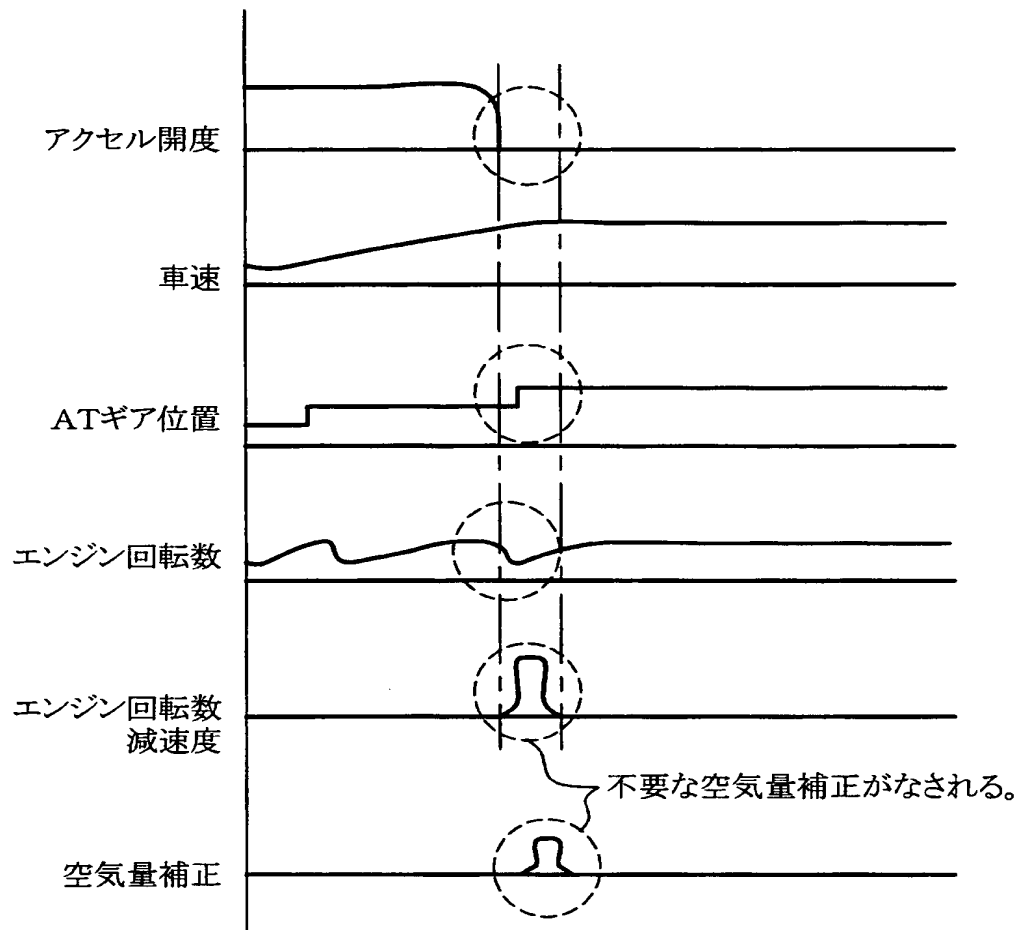 アクセル開度
車速
ATギア位置
エンジン回転数
エンジン回転数
減速度
不要な空気量補正がなされる。
空気量補正